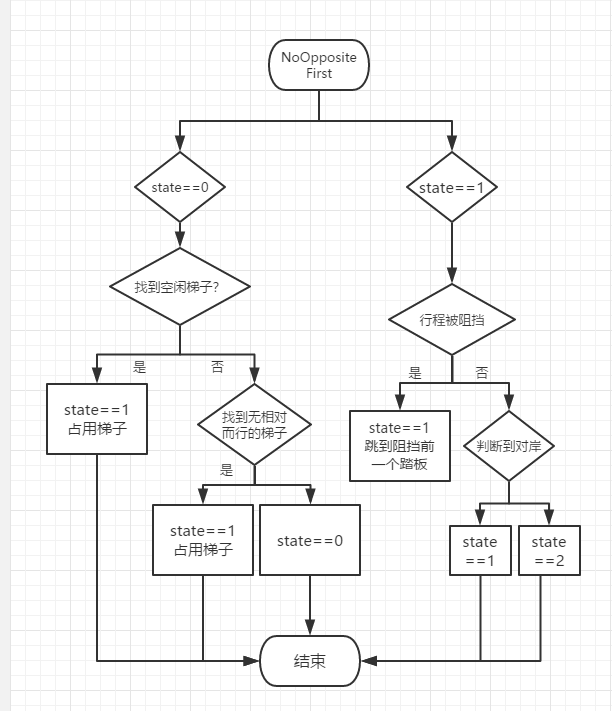 NoOpposite
First
state==0
state==1
找到空闲梯子?
行程被阻挡
是
否
是
否
state==1
占用梯子
找到无相对
而行的梯子
state==1
跳到阻挡前
一个踏板
判断到对岸
是
state==1
占用梯子
state==0
state
==1
state
==2
结束